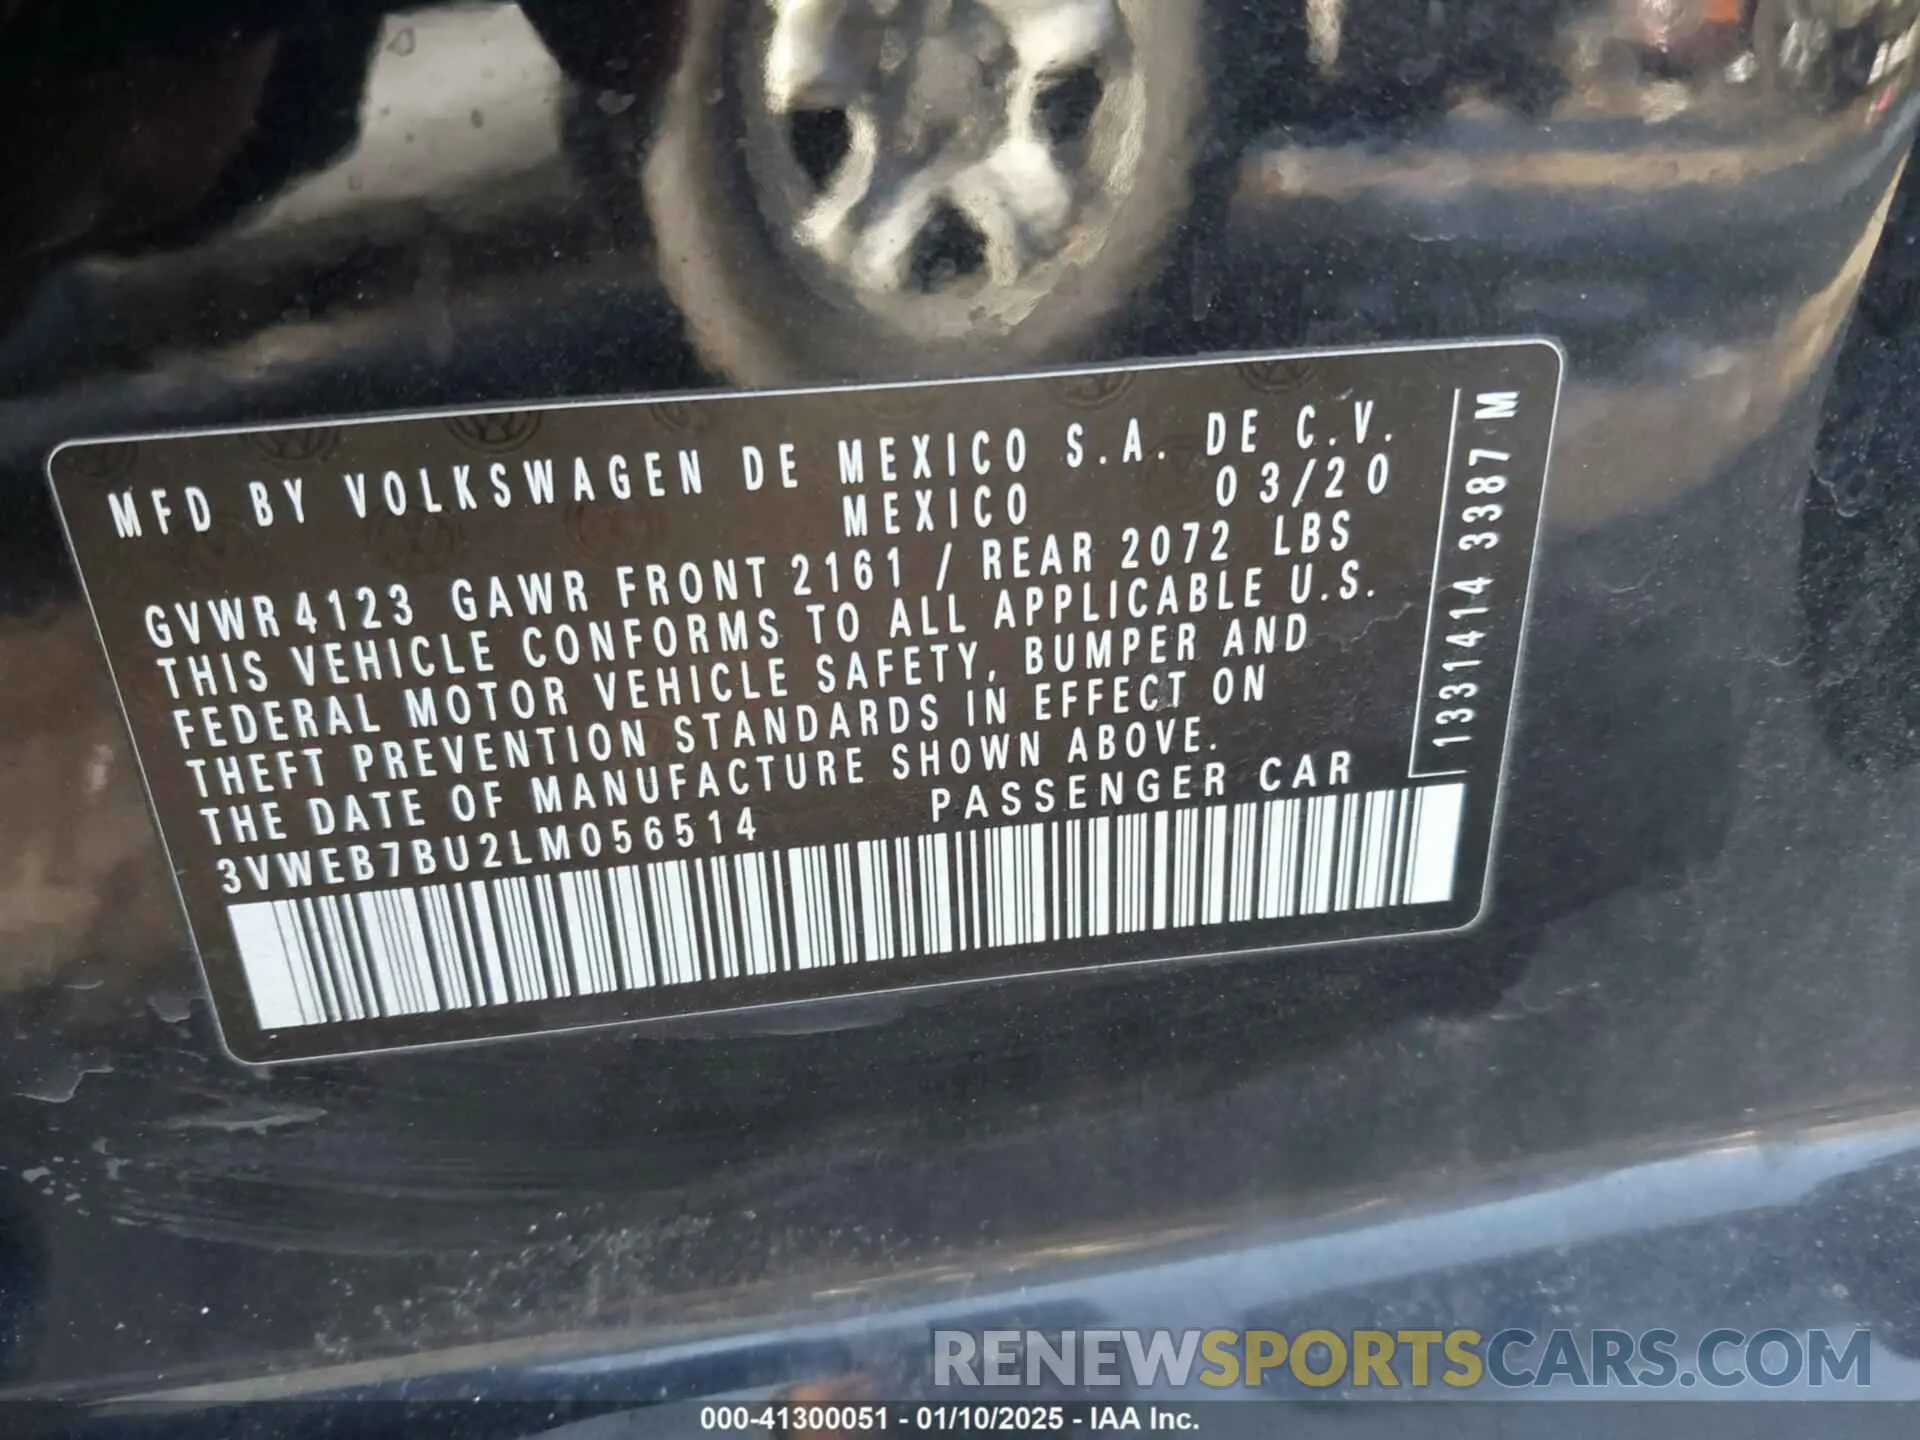 MFD BY VOLKSWAGEN DE MEXICO S.A. DE C.V.
MEXICO 03/20
GVWR 4123 GAWR FRONT 2161 / REAR 2072 LBS
THIS VEHICLE CONFORMS TO ALL APPLICABLE U.S.
FEDERAL MOTOR VEHICLE SAFETY, BUMPER AND
THEFT PREVENTION STANDARDS IN EFFECT ON
THE DATE OF MANUFACTURE SHOWN ABOVE.
3VWEB7BU2LM056514 PASSENGER CAR
1331414 3387 M
RENEWSPORTSCARS.COM
000-41300051 - 01/10/2025 - IAA Inc.